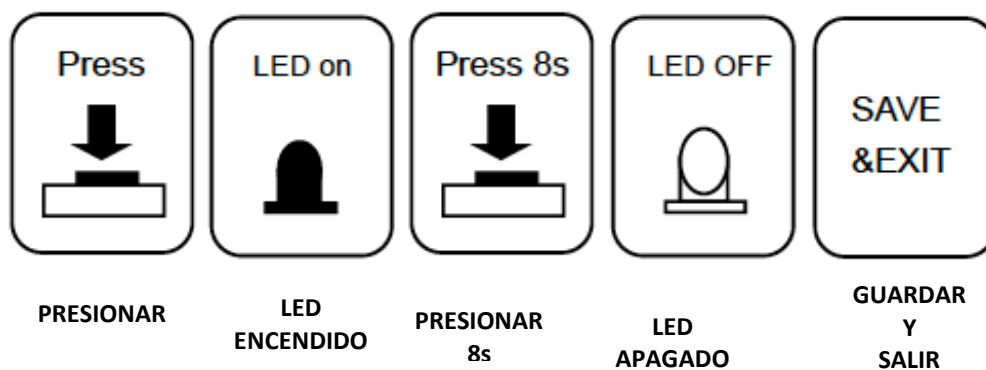 Press
LED on
Press 8s
LED OFF
SAVE
&EXIT
PRESIONAR
LED
ENCENDIDO
PRESIONAR
8s
LED
APAGADO
GUARDAR
Y
SALIR